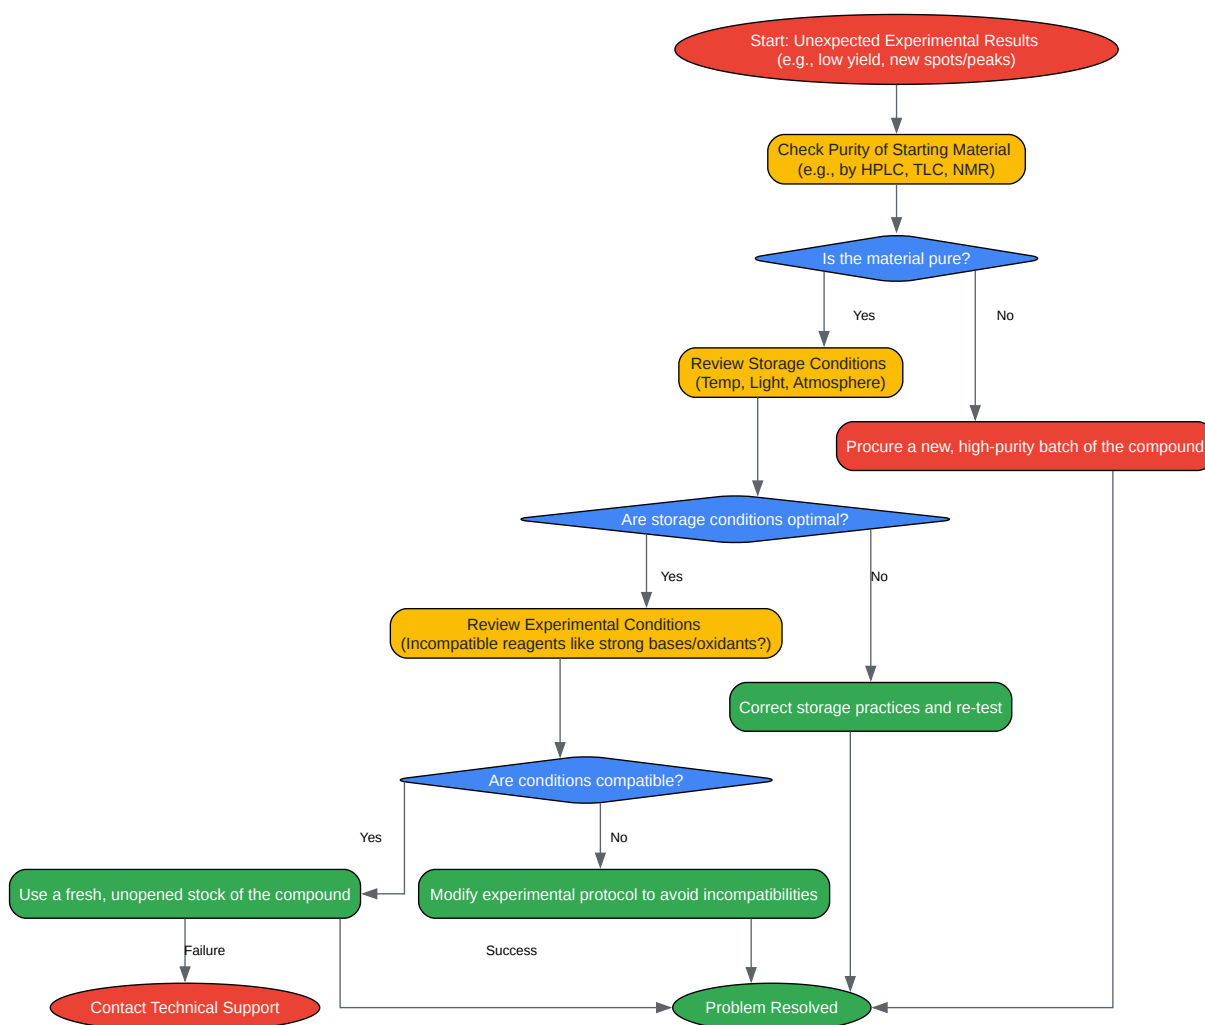 Start: Unexpected Experimental Results
(e.g., low yield, new spots/peaks)
Check Purity of Starting Material
(e.g., by HPLC, TLC, NMR)
Is the material pure?
Yes
No
Review Storage Conditions
(Temp, Light, Atmosphere)
Procure a new, high-purity batch of the compound
Are storage conditions optimal?
Yes
No
Review Experimental Conditions
(Incompatible reagents like strong bases/oxidants?)
Correct storage practices and re-test
Are conditions compatible?
Yes
No
Use a fresh, unopened stock of the compound
Modify experimental protocol to avoid incompatibilities
Failure
Success
Contact Technical Support
Problem Resolved